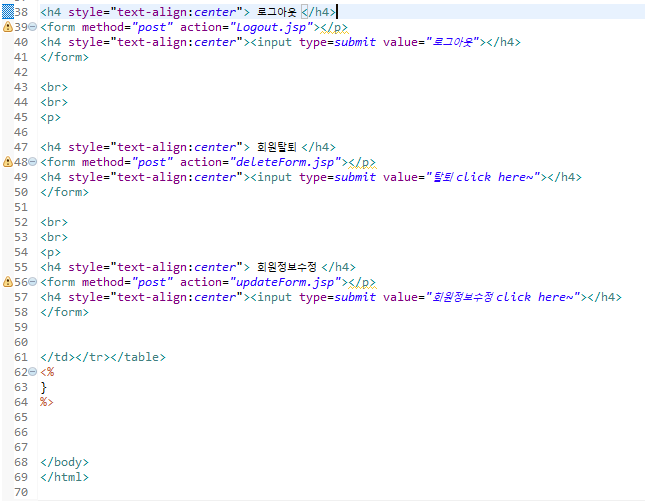 38 <h4 style="text-align:center"> 로그아웃 </h4>
39 <form method="post" action="Logout.jsp"></p>
40 <h4 style="text-align:center"><input type=submit value="로그아웃"></h4>
41 </form>
42
43 <br>
44 <br>
45 <p>
46
47 <h4 style="text-align:center"> 회원탈퇴 </h4>
48 <form method="post" action="deleteForm.jsp"></p>
49 <h4 style="text-align:center"><input type=submit value="탈퇴 click here~"></h4>
50 </form>
51
52 <br>
53 <br>
54 <p>
55 <h4 style="text-align:center"> 회원정보수정 </h4>
56 <form method="post" action="updateForm.jsp"></p>
57 <h4 style="text-align:center"><input type=submit value="회원정보수정 click here~"></h4>
58 </form>
59
60
61 </td></tr></table>
62 <%
63 }
64 %>
65
66
67
68 </body>
69 </html>
70